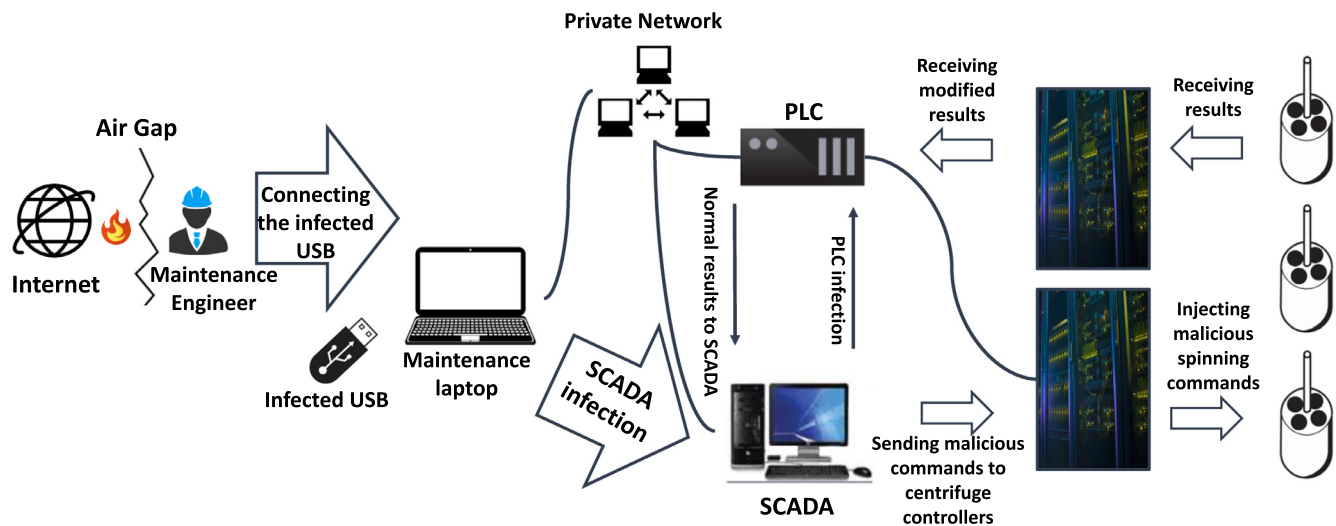 Private Network
Air Gap
Internet
Maintenance
Engineer
Connecting
the infected
USB
Infected USB
Maintenance
laptop
SCADA
infection
PLC
Normal results to SCADA
PLC infection
SCADA
Receiving
modified
results
Receiving
results
Sending malicious
commands to
centrifuge
controllers
Injecting
malicious
spinning
commands